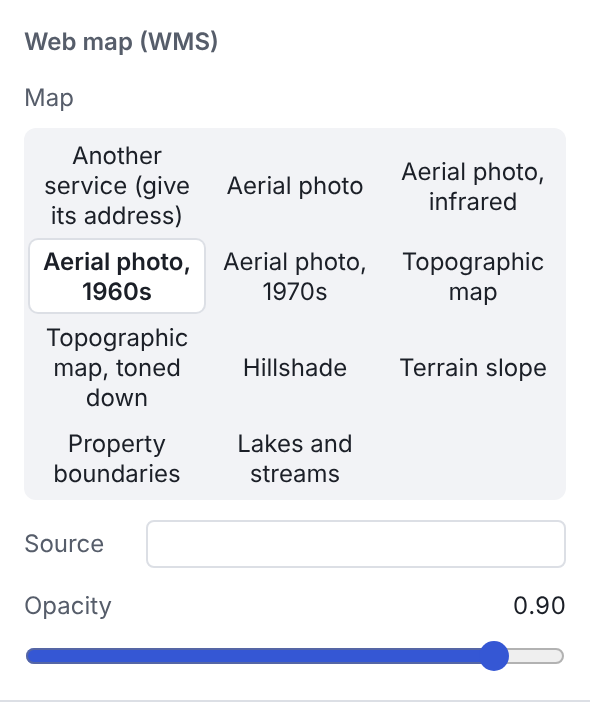 Web map (WMS)
Map
Another
service (give
its address)
Aerial photo
Aerial photo,
infrared
Aerial photo,
1960s
Aerial photo,
1970s
Topographic
map
Topographic
map, toned
down
Hillshade
Terrain slope
Property
boundaries
Lakes and
streams
Source
Opacity 0.90